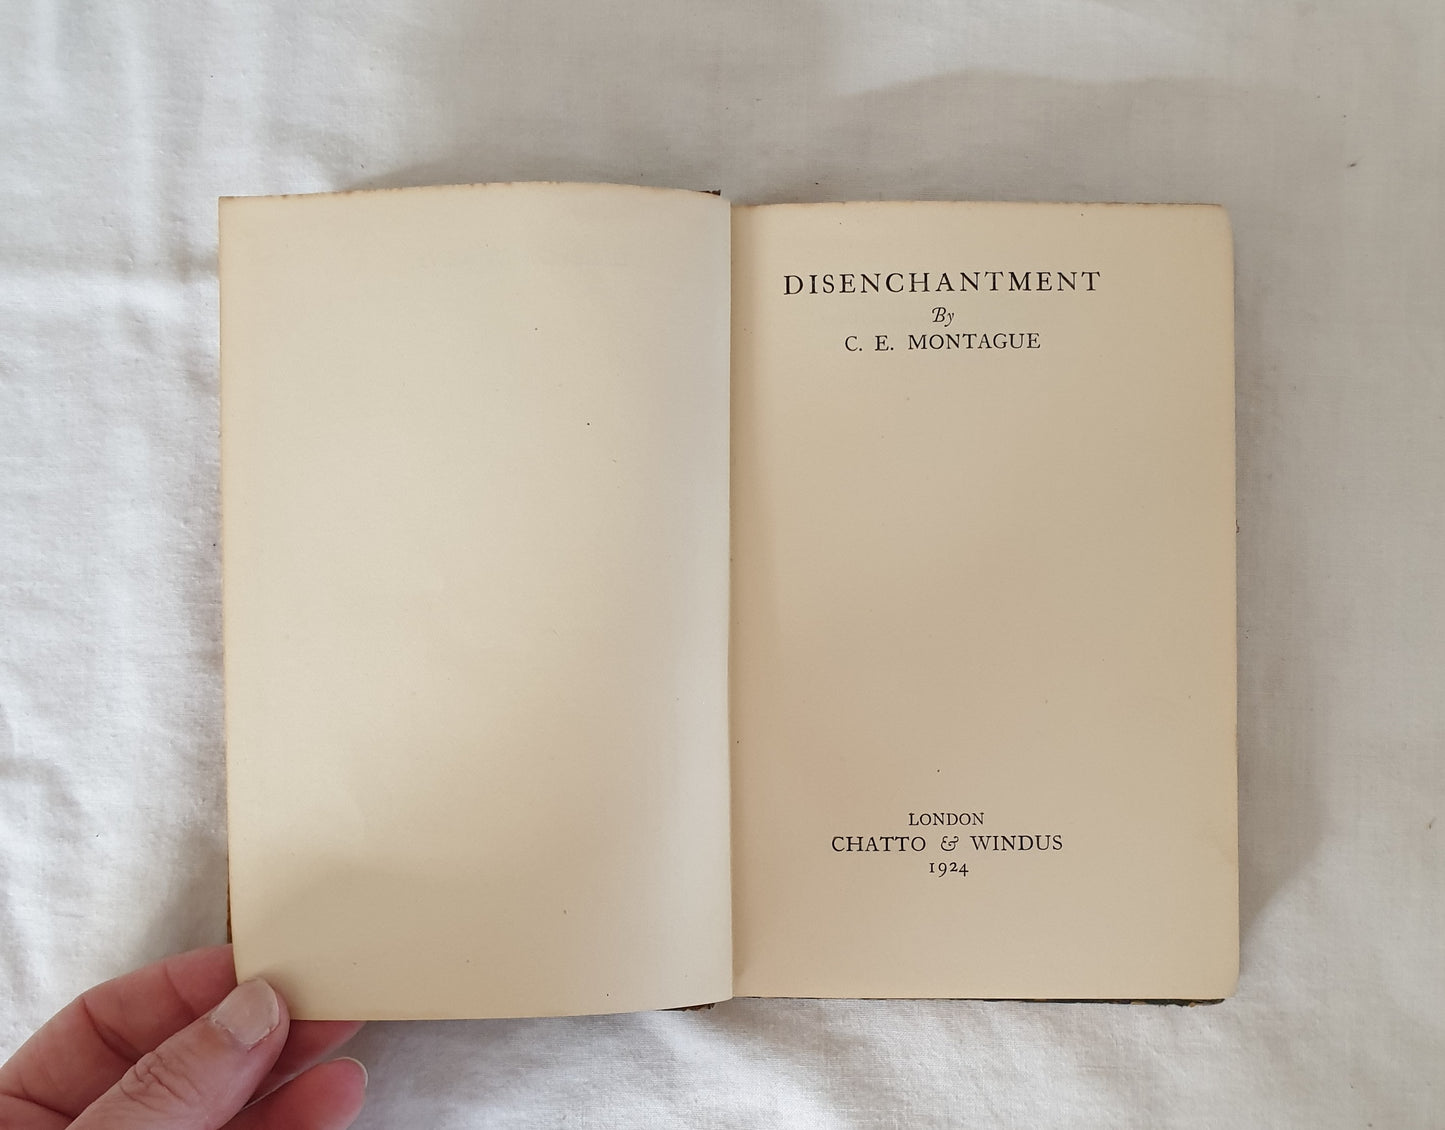 DISENCHANTMENT
By
C. E. MONTAGUE
LONDON
CHATTO & WINDUS
1924